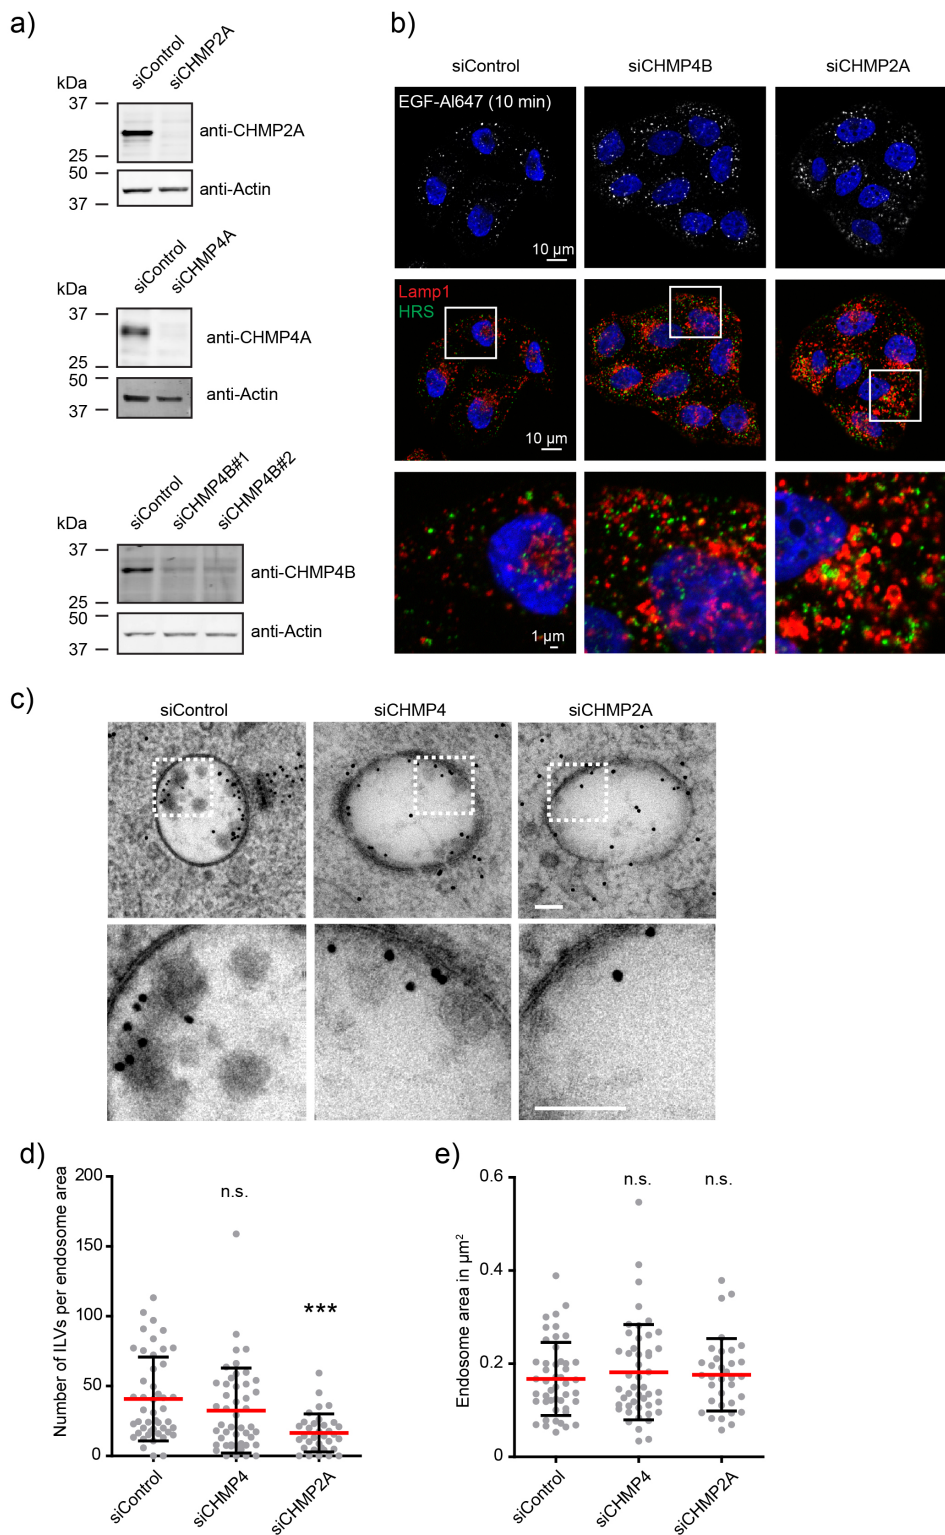 a)
siControl
siCHMP2A
kDa
37
25
anti-CHMP2A
50
37
anti-Actin
siControl
siCHMP4A
kDa
37
25
anti-CHMP4A
50
37
anti-Actin
siControl
siCHMP4B#1
siCHMP4B#2
kDa
37
25
anti-CHMP4B
50
37
anti-Actin
b)
siControl siCHMP4B siCHMP2A
EGF-Al647 (10 min)
10 µm
Lamp1
HRS
10 µm
1 µm
c)
siControl siCHMP4 siCHMP2A
d)
Number of ILVs per endosome area
200
150
100
50
0
n.s.
***
siControl
siCHMP4
siCHMP2A
e)
Endosome area in µm²
0.6
0.4
0.2
0
n.s. n.s.
siControl
siCHMP4
siCHMP2A